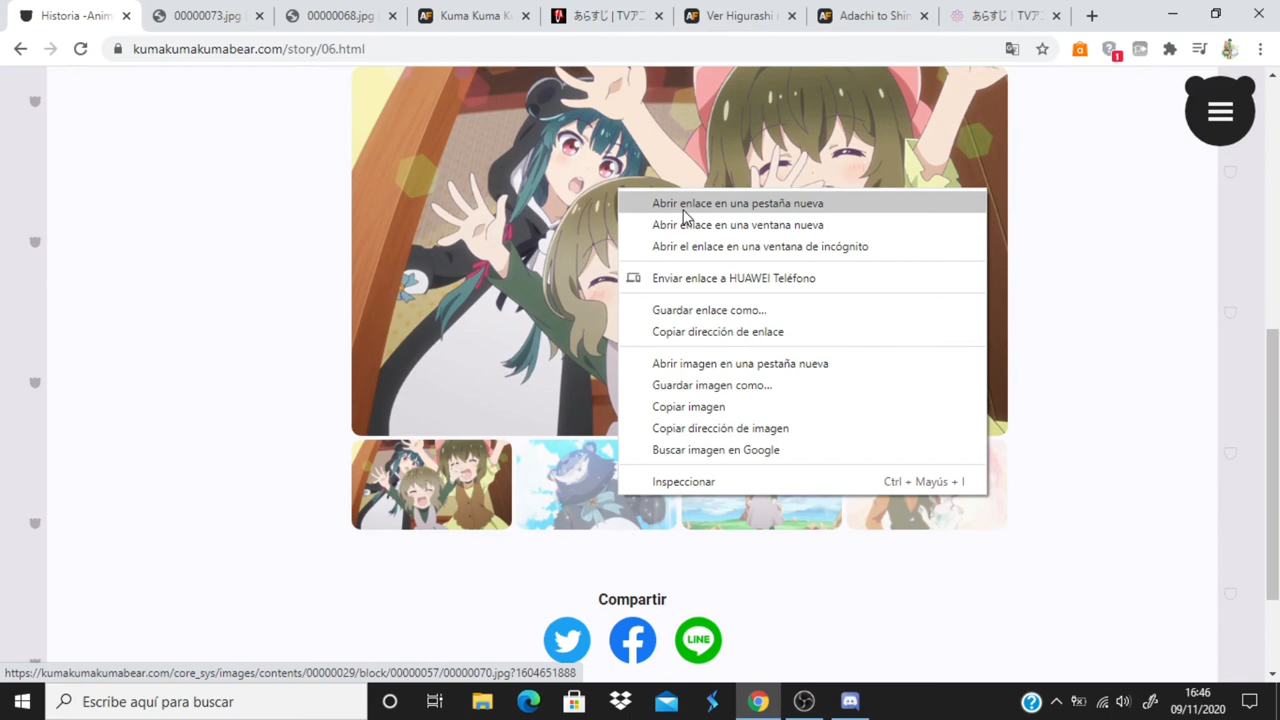 Historia -Anim
00000073.jpg (
00000068.jpg (
Kuma Kuma K
あらすじ | TVア
Ver Higurashi n
Adachi to Shin
あらすじ | TVア
kumakumakumabear.com/story/06.html
1
Abrir enlace en una pestaña nueva
Abrir enlace en una ventana nueva
Abrir el enlace en una ventana de incógnito
Enviar enlace a HUAWEI Teléfono
Guardar enlace como...
Copiar dirección de enlace
Abrir imagen en una pestaña nueva
Guardar imagen como...
Copiar imagen
Copiar dirección de imagen
Buscar imagen en Google
Inspeccionar Ctrl + Mayús + I
Compartir
LINE
https://kumakumakumabear.com/core_sys/images/contents/00000029/block/00000057/00000070.jpg?1604651888
Escribe aquí para buscar
16:46
09/11/2020